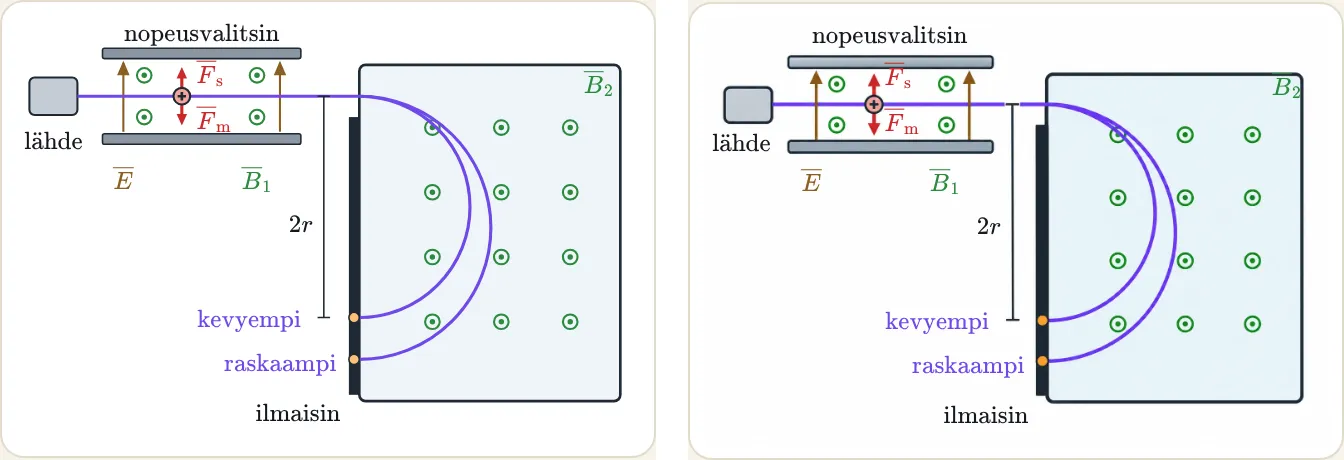 nopeusvalitsin
F̅s
B̅2
F̅m
lähde
E̅
B̅1
2r
kevyempi
raskaampi
ilmaisin
nopeusvalitsin
F̅s
B̅2
F̅m
lähde
E̅
B̅1
2r
kevyempi
raskaampi
ilmaisin